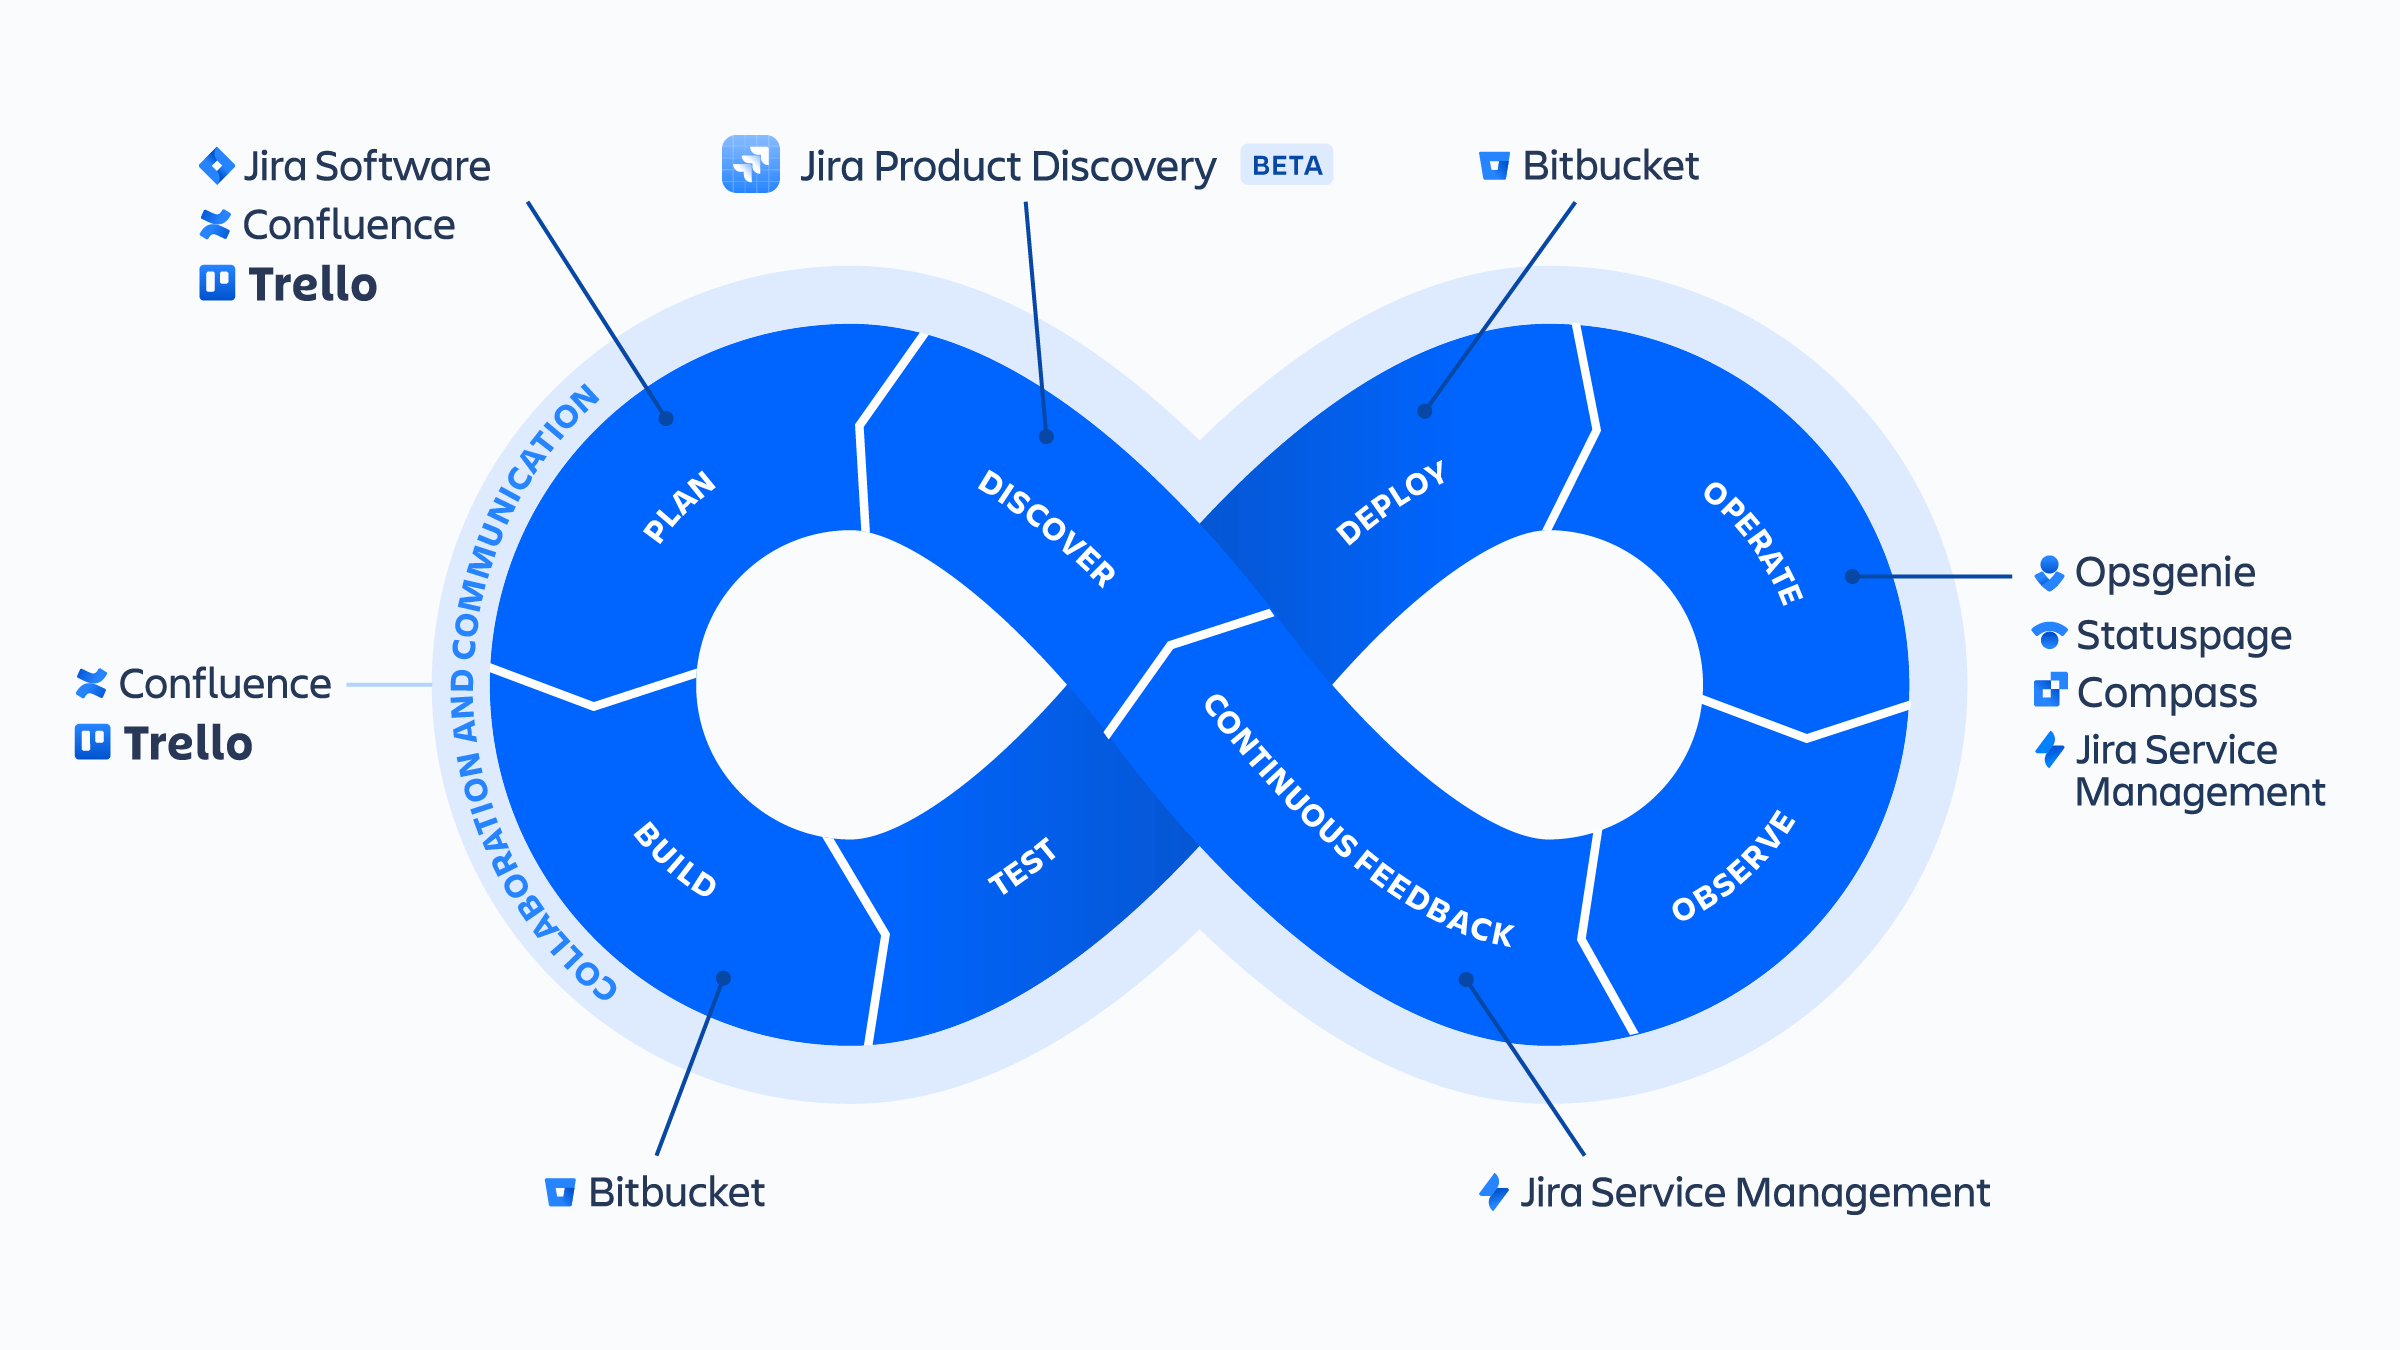 Jira Software
Confluence
Trello
Jira Product Discovery BETA
Bitbucket
COLLABORATION AND COMMUNICATION
PLAN
DISCOVER
DEPLOY
OPERATE
Opsgenie
Statuspage
Compass
Jira Service
Management
Confluence
Trello
BUILD
TEST
CONTINUOUS FEEDBACK
OBSERVE
Bitbucket
Jira Service Management